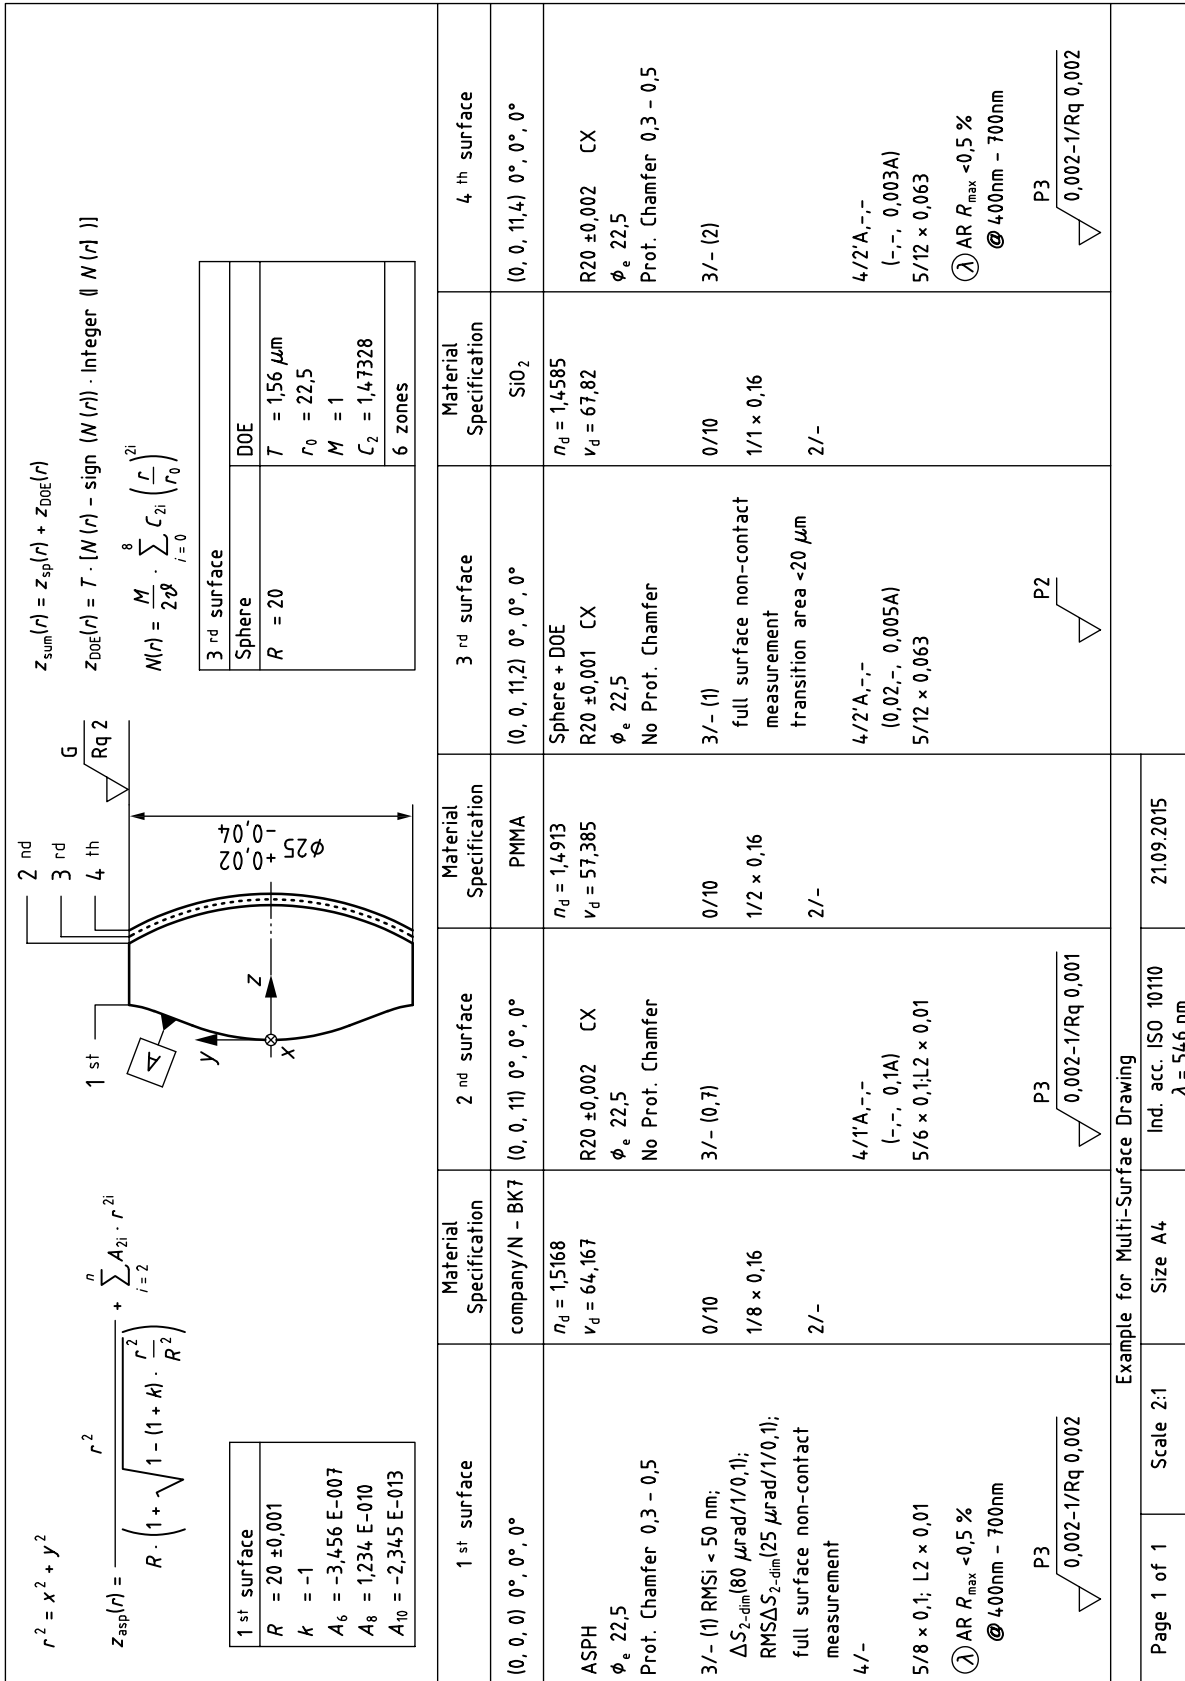 r² = x² + y²
z_asp(r) = r² / (R · (1 + √(1 – (1 + k) · r²/R²))) + Σ_{i = 2}^{n} A_{2i} · r^{2i}
1 st surface
R = 20 ±0,001
k = –1
A₆ = –3,456 E–007
A₈ = 1,234 E–010
A₁₀ = –2,345 E–013
1 st
2 nd
3 rd
4 th
A
y
x
z
G
Rq 2
ϕ25 +0,02 –0,04
z_sum(r) = z_sp(r) + z_DOE(r)
z_DOE(r) = T · [N (r) – sign (N (r)) · Integer (| N (r| )]
N(r) = M/2ϑ · Σ_{i = 0}^{8} C_{2i} (r/r₀)^{2i}
3 rd surface
Sphere DOE
R = 20
T = 1,56 μm
r₀ = 22,5
M = 1
C₂ = 1,47328
6 zones
1 st surface
(0, 0, 0) 0°, 0°, 0°
ASPH
ϕₑ 22,5
Prot. Chamfer 0,3 – 0,5
3/– (1) RMSi < 50 nm;
ΔS₂₋dim(80 μrad/1/0,1);
RMSΔS₂₋dim(25 μrad/1/0,1);
full surface non-contact
measurement
4/–
5/8 × 0,1; L2 × 0,01
λ AR R_max <0,5 %
@ 400nm – 700nm
P3
0,002–1/Rq 0,002
Material
Specification
company/N – BK7
n_d = 1,5168
v_d = 64,167
0/10
1/8 × 0,16
2/–
2 nd surface
(0, 0, 11) 0°, 0°, 0°
R20 ±0,002 CX
ϕₑ 22,5
No Prot. Chamfer
3/– (0,7)
4/1'A,–,–
(–,–, 0,1A)
5/6 × 0,1;L2 × 0,01
P3
0,002–1/Rq 0,001
Material
Specification
PMMA
n_d = 1,4913
v_d = 57,385
0/10
1/2 × 0,16
2/–
3 rd surface
(0, 0, 11,2) 0°, 0°, 0°
Sphere + DOE
R20 ±0,001 CX
ϕₑ 22,5
No Prot. Chamfer
3/– (1)
full surface non-contact
measurement
transition area <20 μm
4/2'A,–,–
(0,02,–, 0,005A)
5/12 × 0,063
P2
Material
Specification
SiO₂
n_d = 1,4585
v_d = 67,82
0/10
1/1 × 0,16
2/–
4 th surface
(0, 0, 11,4) 0°, 0°, 0°
R20 ±0,002 CX
ϕₑ 22,5
Prot. Chamfer 0,3 – 0,5
3/– (2)
4/2'A,–,–
(–,–, 0,003A)
5/12 × 0,063
λ AR R_max <0,5 %
@ 400nm – 700nm
P3
0,002–1/Rq 0,002
Example for Multi-Surface Drawing
Page 1 of 1
Scale 2:1
Size A4
Ind. acc. ISO 10110
λ = 546 nm
21.09.2015